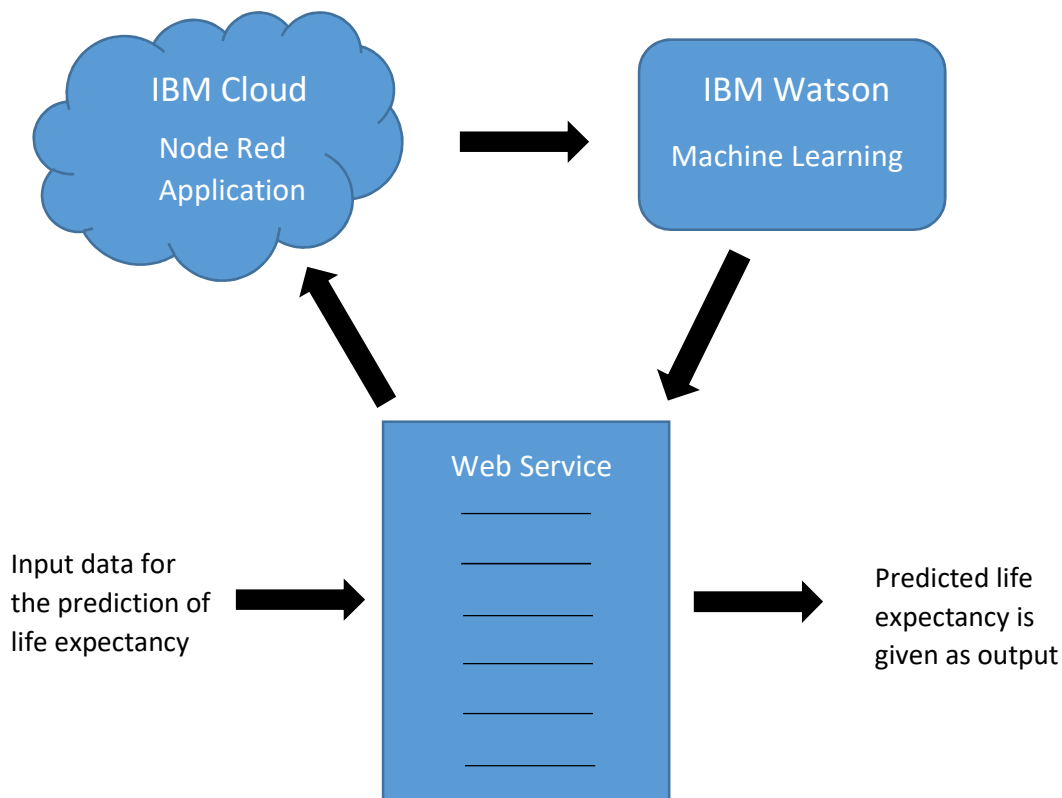 IBM Cloud
Node Red
Application
IBM Watson
Machine Learning
Web Service
Input data for
the prediction of
life expectancy
Predicted life
expectancy is
given as output